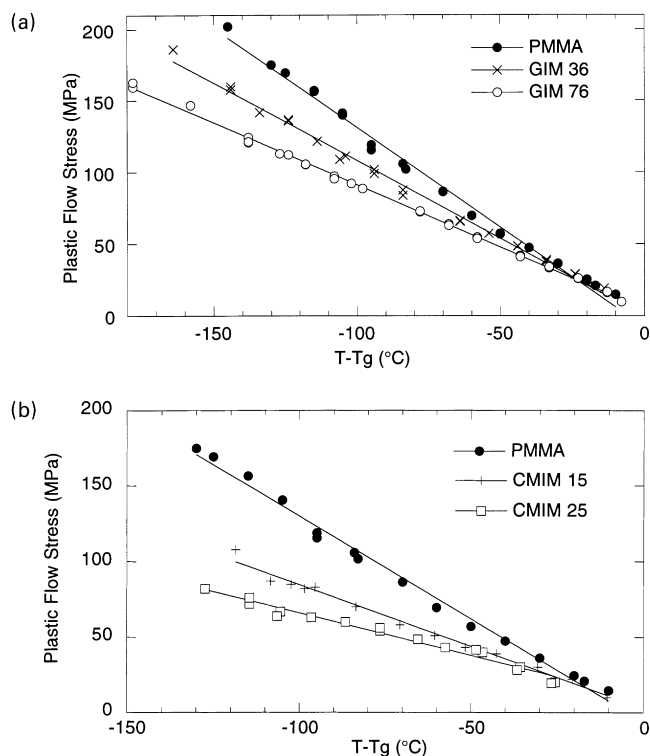 (a)
200
150
100
50
0
Plastic Flow Stress (MPa)
PMMA
GIM 36
GIM 76
-150
-100
-50
0
T-Tg (°C)
(b)
200
150
100
50
0
Plastic Flow Stress (MPa)
PMMA
CMIM 15
CMIM 25
-150
-100
-50
0
T-Tg (°C)